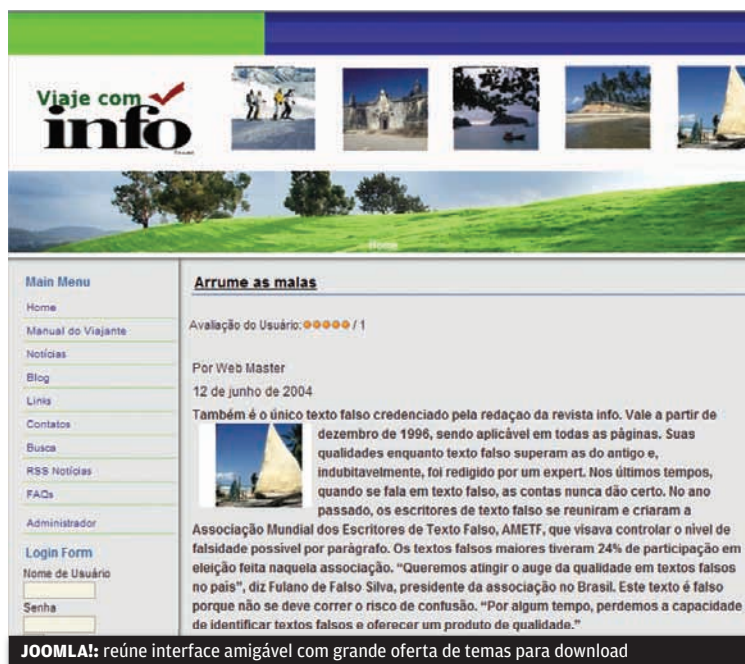 Viaje com
info
Home
Main Menu
Home
Manual do Viajante
Notícias
Blog
Links
Contatos
Busca
RSS Notícias
FAQs
Administrador
Login Form
Nome de Usuário
Senha
Arrume as malas
Avaliação do Usuário: / 1
Por Web Master
12 de junho de 2004
Também é o único texto falso credenciado pela redaçao da revista info. Vale a partir de
dezembro de 1996, sendo aplicável em todas as páginas. Suas
qualidades enquanto texto falso superam as do antigo e,
indubitavelmente, foi redigido por um expert. Nos últimos tempos,
quando se fala em texto falso, as contas nunca dão certo. No ano
passado, os escritores de texto falso se reuniram e criaram a
Associação Mundial dos Escritores de Texto Falso, AMETF, que visava controlar o nível de
falsidade possível por parágrafo. Os textos falsos maiores tiveram 24% de participação em
eleição feita naquela associação. “Queremos atingir o auge da qualidade em textos falsos
no país”, diz Fulano de Falso Silva, presidente da associação no Brasil. Este texto é falso
porque não se deve correr o risco de confusão. “Por algum tempo, perdemos a capacidade
de identificar textos falsos e oferecer um produto de qualidade.”
JOOMLA!: reúne interface amigável com grande oferta de temas para download